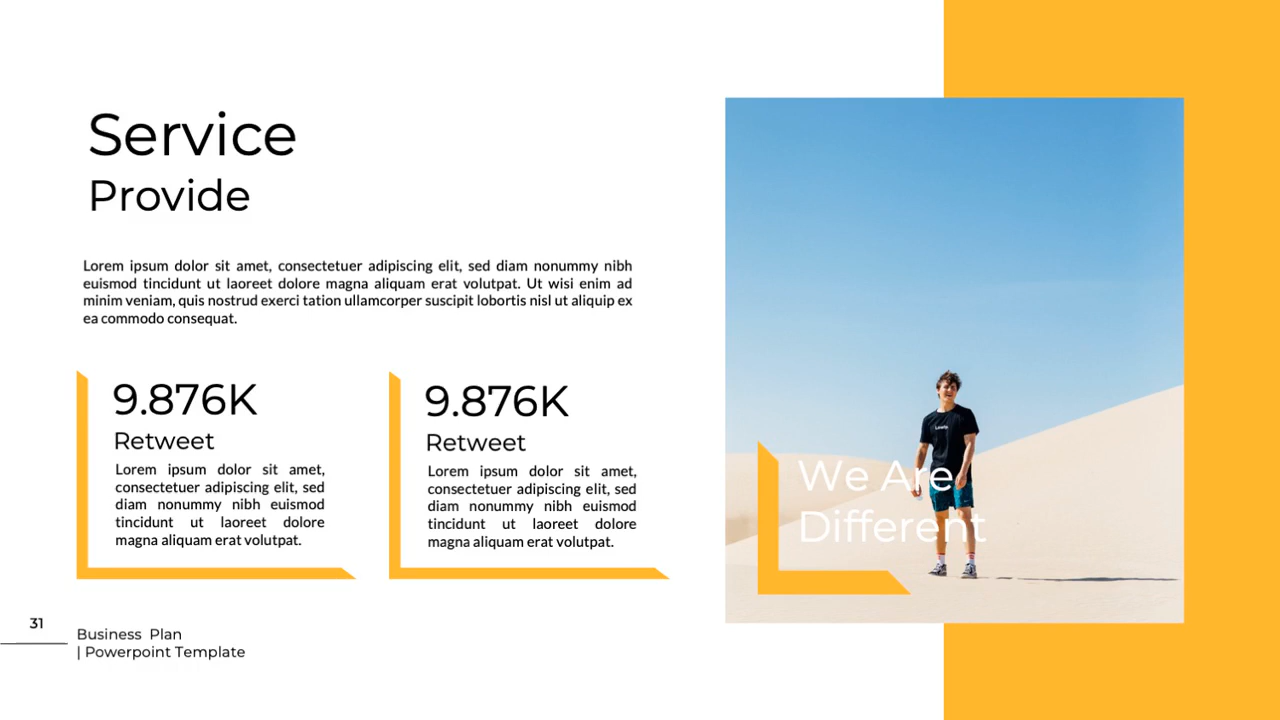 Service
Provide
Lorem ipsum dolor sit amet, consectetuer adipiscing elit, sed diam nonummy nibh
euismod tincidunt ut laoreet dolore magna aliquam erat volutpat. Ut wisi enim ad
minim veniam, quis nostrud exerci tation ullamcorper suscipit lobortis nisl ut aliquip ex
ea commodo consequat.
9.876K
Retweet
Lorem ipsum dolor sit amet,
consectetuer adipiscing elit, sed
diam nonummy nibh euismod
tincidunt ut laoreet dolore
magna aliquam erat volutpat.
9.876K
Retweet
Lorem ipsum dolor sit amet,
consectetuer adipiscing elit, sed
diam nonummy nibh euismod
tincidunt ut laoreet dolore
magna aliquam erat volutpat.
We Are
Different
31
Business Plan
| Powerpoint Template